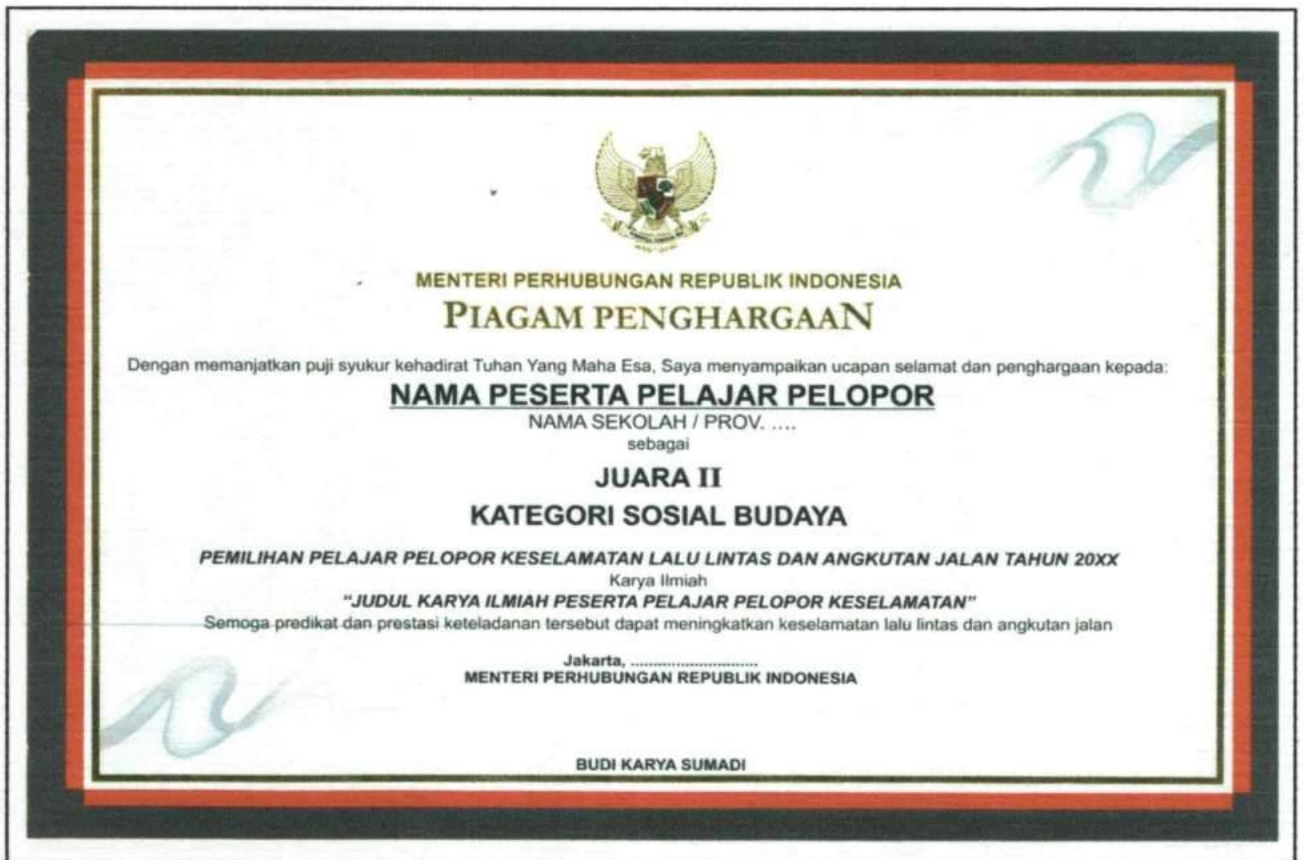 MENTERI PERHUBUNGAN REPUBLIK INDONESIA
PIAGAM PENGHARGAAN
Dengan memanjatkan puji syukur kehadirat Tuhan Yang Maha Esa, Saya menyampaikan ucapan selamat dan penghargaan kepada:
NAMA PESERTA PELAJAR PELOPOR
NAMA SEKOLAH / PROV. ....
sebagai
JUARA II
KATEGORI SOSIAL BUDAYA
PEMILIHAN PELAJAR PELOPOR KESELAMATAN LALU LINTAS DAN ANGKUTAN JALAN TAHUN 20XX
Karya Ilmiah
"JUDUL KARYA ILMIAH PESERTA PELAJAR PELOPOR KESELAMATAN"
Semoga predikat dan prestasi keteladanan tersebut dapat meningkatkan keselamatan lalu lintas dan angkutan jalan
Jakarta, ............................
MENTERI PERHUBUNGAN REPUBLIK INDONESIA
BUDI KARYA SUMADI